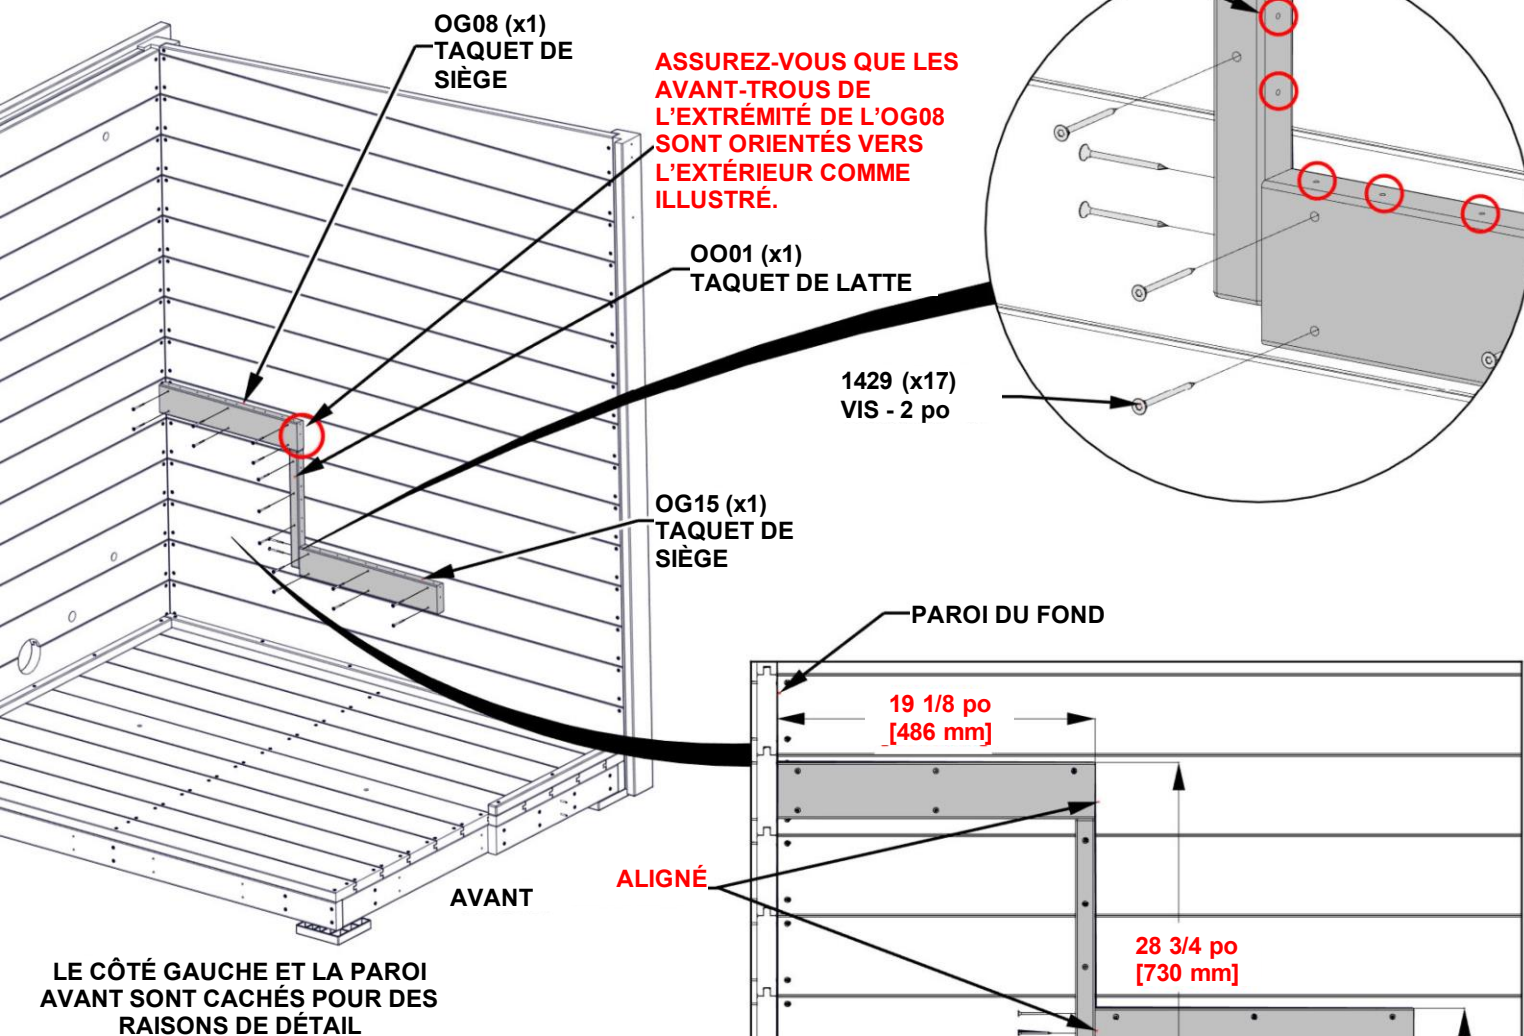 OG08 (x1)
TAQUET DE
SIÈGE
ASSUREZ-VOUS QUE LES
AVANT-TROUS DE
L'EXTRÉMITÉ DE L'OG08
SONT ORIENTÉS VERS
L'EXTÉRIEUR COMME
ILLUSTRÉ.
OO01 (x1)
TAQUET DE LATTE
1429 (x17)
VIS - 2 po
OG15 (x1)
TAQUET DE
SIÈGE
PAROI DU FOND
19 1/8 po
[486 mm]
ALIGNÉ
AVANT
28 3/4 po
[730 mm]
LE CÔTÉ GAUCHE ET LA PAROI
AVANT SONT CACHÉS POUR DES
RAISONS DE DÉTAIL